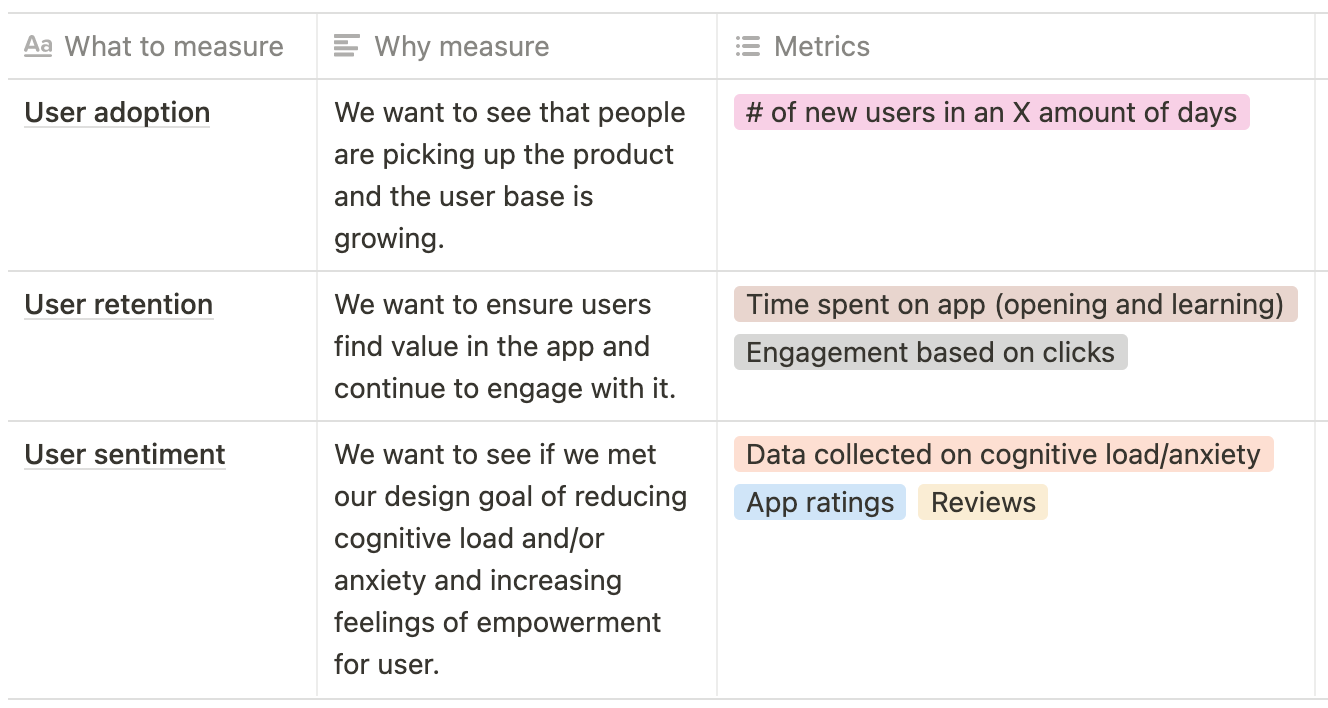 Aa What to measure
Why measure
Metrics
User adoption
We want to see that people
are picking up the product
and the user base is
growing.
# of new users in an X amount of days
User retention
We want to ensure users
find value in the app and
continue to engage with it.
Time spent on app (opening and learning)
Engagement based on clicks
User sentiment
We want to see if we met
our design goal of reducing
cognitive load and/or
anxiety and increasing
feelings of empowerment
for user.
Data collected on cognitive load/anxiety
App ratings Reviews